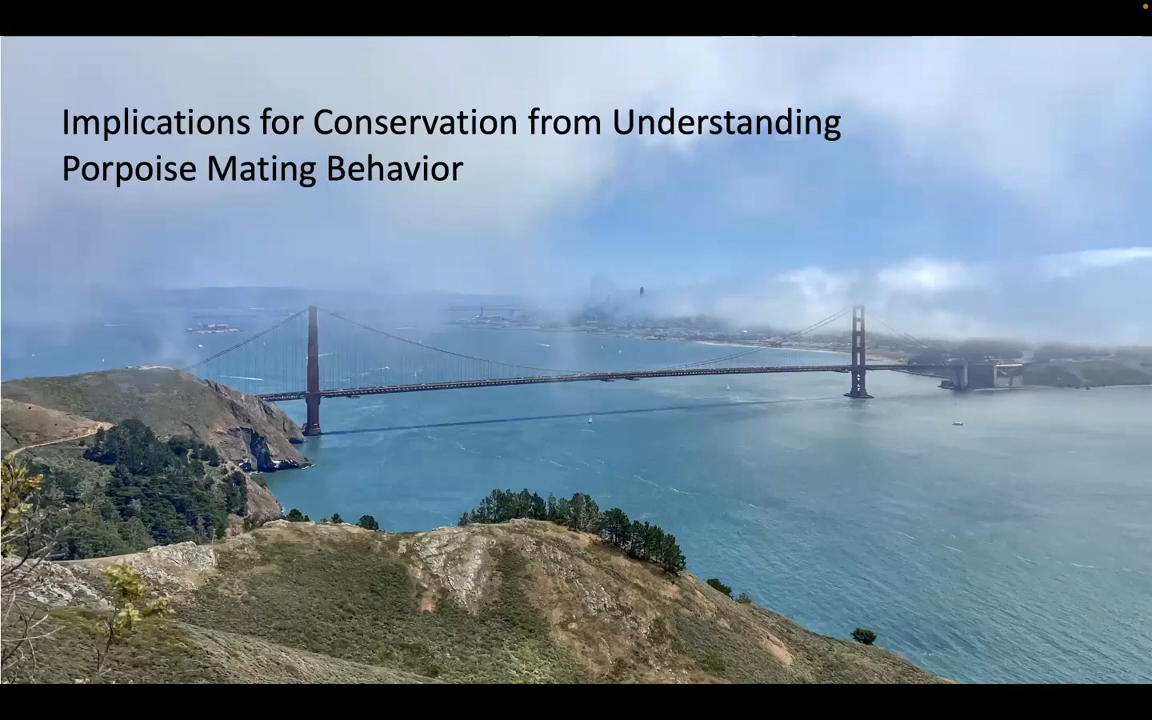 Implications for Conservation from Understanding
Porpoise Mating Behavior